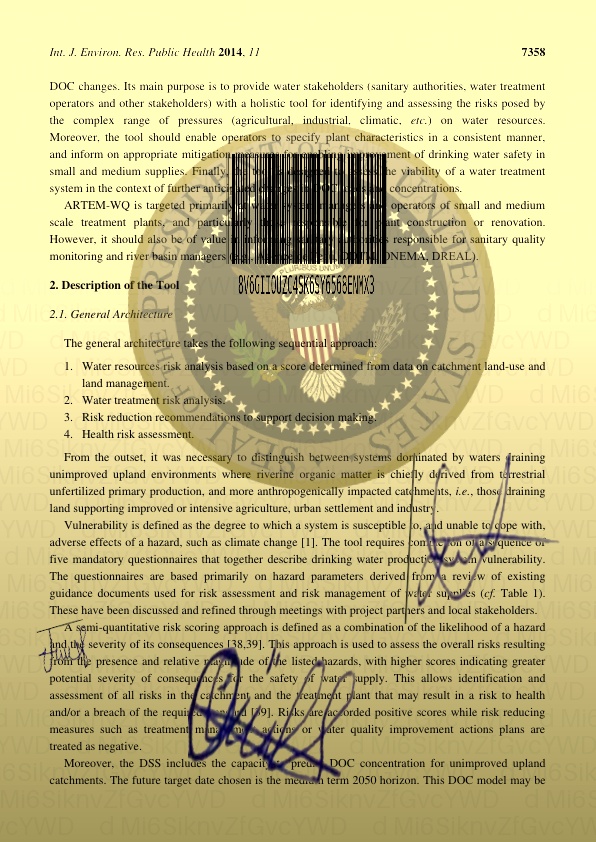 Int. J. Environ. Res. Public Health 2014, 11
7358
DOC changes. Its main purpose is to provide water stakeholders (sanitary authorities, water treatment
operators and other stakeholders) with a holistic tool for identifying and assessing the risks posed by
the complex range of pressures (agricultural, industrial, climatic, etc.) on water resources.
Moreover, the tool should enable operators to specify plant characteristics in a consistent manner,
and inform on appropriate mitigation of drinking water safety in
small and medium supplies. Finally, the viability of a water treatment
system in the context of further concentrations.
ARTEM-WQ is targeted primarily operators of small and medium
scale treatment plants, and plant construction or renovation.
However, it should also be of value responsible for sanitary quality
monitoring and river basin managers ONEMA, DREAL).
8V6GIIOUZC4SK6SY6568ENMX3
2. Description of the Tool
2.1. General Architecture
The general architecture takes the following sequential approach:
1. Water resources risk analysis based on a score determined from data on catchment land-use and
land management.
2. Water treatment risk analysis.
3. Risk reduction recommendations to support decision making.
4. Health risk assessment.
From the outset, it was necessary to distinguish between systems dominated by waters draining
unimproved upland environments where riverine organic matter is chiefly derived from terrestrial
unfertilized primary production, and more anthropogenically impacted catchments, i.e., those draining
land supporting improved or intensive agriculture, urban settlement and industry.
Vulnerability is defined as the degree to which a system is susceptible to, and unable to cope with,
adverse effects of a hazard, such as climate change [1]. The tool requires completion of a sequence of
five mandatory questionnaires that together describe drinking water production system vulnerability.
The questionnaires are based primarily on hazard parameters derived from a review of existing
guidance documents used for risk assessment and risk management of water supplies (cf. Table 1).
These have been discussed and refined through meetings with project partners and local stakeholders.
A semi-quantitative risk scoring approach is defined as a combination of the likelihood of a hazard
and the severity of its consequences [38,39]. This approach is used to assess the overall risks resulting
from the presence and relative magnitude of the listed hazards, with higher scores indicating greater
potential severity of consequences for the safety of water supply. This allows identification and
assessment of all risks in the catchment and the treatment plant that may result in a risk to health
and/or a breach of the required [39]. Risks are accorded positive scores while risk reducing
measures such as treatment management actions or water quality improvement actions plans are
treated as negative.
Moreover, the DSS includes the capacity to predict DOC concentration for unimproved upland
catchments. The future target date chosen is the medium term 2050 horizon. This DOC model may be